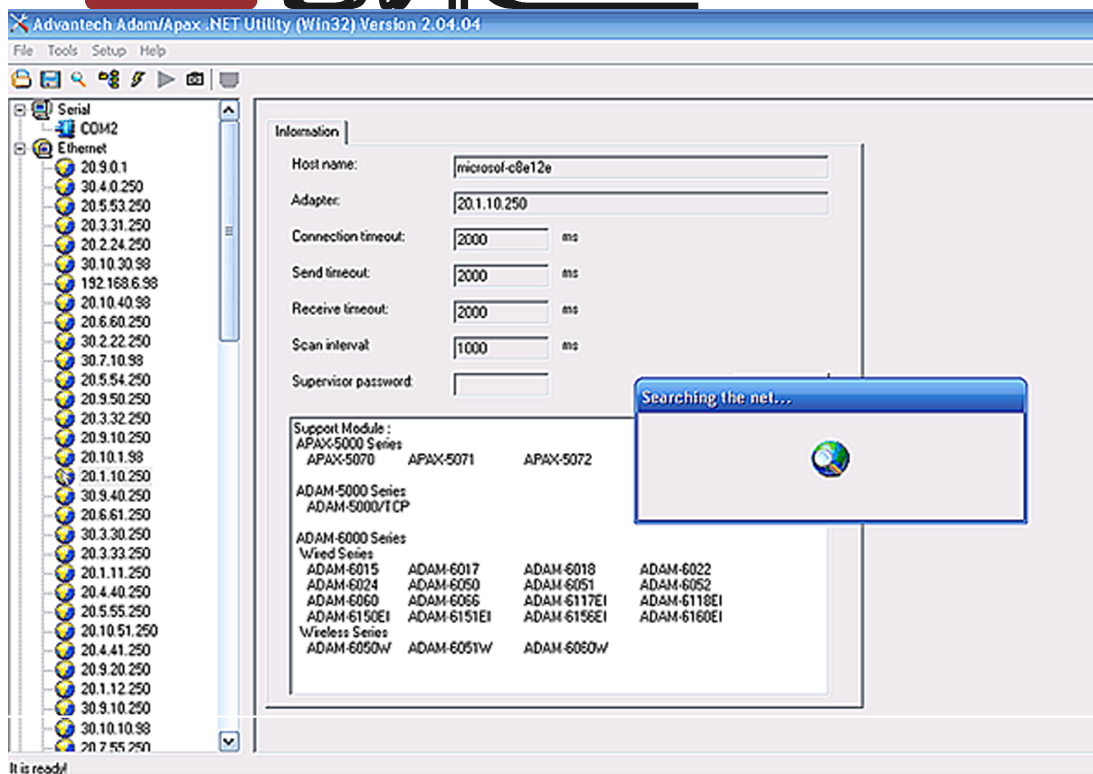 Advantech Adam/Apax .NET Utility (Win32) Version 2.04.04
File Tools Setup Help
Serial
COM2
Ethernet
20.9.0.1
30.4.0.250
20.5.53.250
20.3.31.250
20.2.24.250
30.10.30.98
192.168.6.98
20.10.40.98
20.6.60.250
30.2.22.250
30.7.10.98
20.5.54.250
20.9.50.250
20.3.32.250
20.9.10.250
20.10.1.98
20.1.10.250
30.9.40.250
20.6.61.250
30.3.30.250
20.3.33.250
20.1.11.250
20.4.40.250
20.5.55.250
20.10.51.250
20.4.41.250
20.9.20.250
20.1.12.250
30.9.10.250
30.10.10.98
20.7.55.250
Information
Host name: microsof-c8e12e
Adapter: 20.1.10.250
Connection timeout: 2000 ms
Send timeout: 2000 ms
Receive timeout: 2000 ms
Scan interval: 1000 ms
Supervisor password:
Searching the net...
Support Module :
APAX-5000 Series
APAX-5070 APAX-5071 APAX-5072
ADAM-5000 Series
ADAM-5000/TCP
ADAM-6000 Series
Wired Series
ADAM-6015 ADAM-6017 ADAM-6018 ADAM-6022
ADAM-6024 ADAM-6050 ADAM-6051 ADAM-6052
ADAM-6060 ADAM-6066 ADAM-6117EI ADAM-6118EI
ADAM-6150EI ADAM-6151EI ADAM-6156EI ADAM-6160EI
Wireless Series
ADAM-6050W ADAM-6051W ADAM-6060W
It is ready!